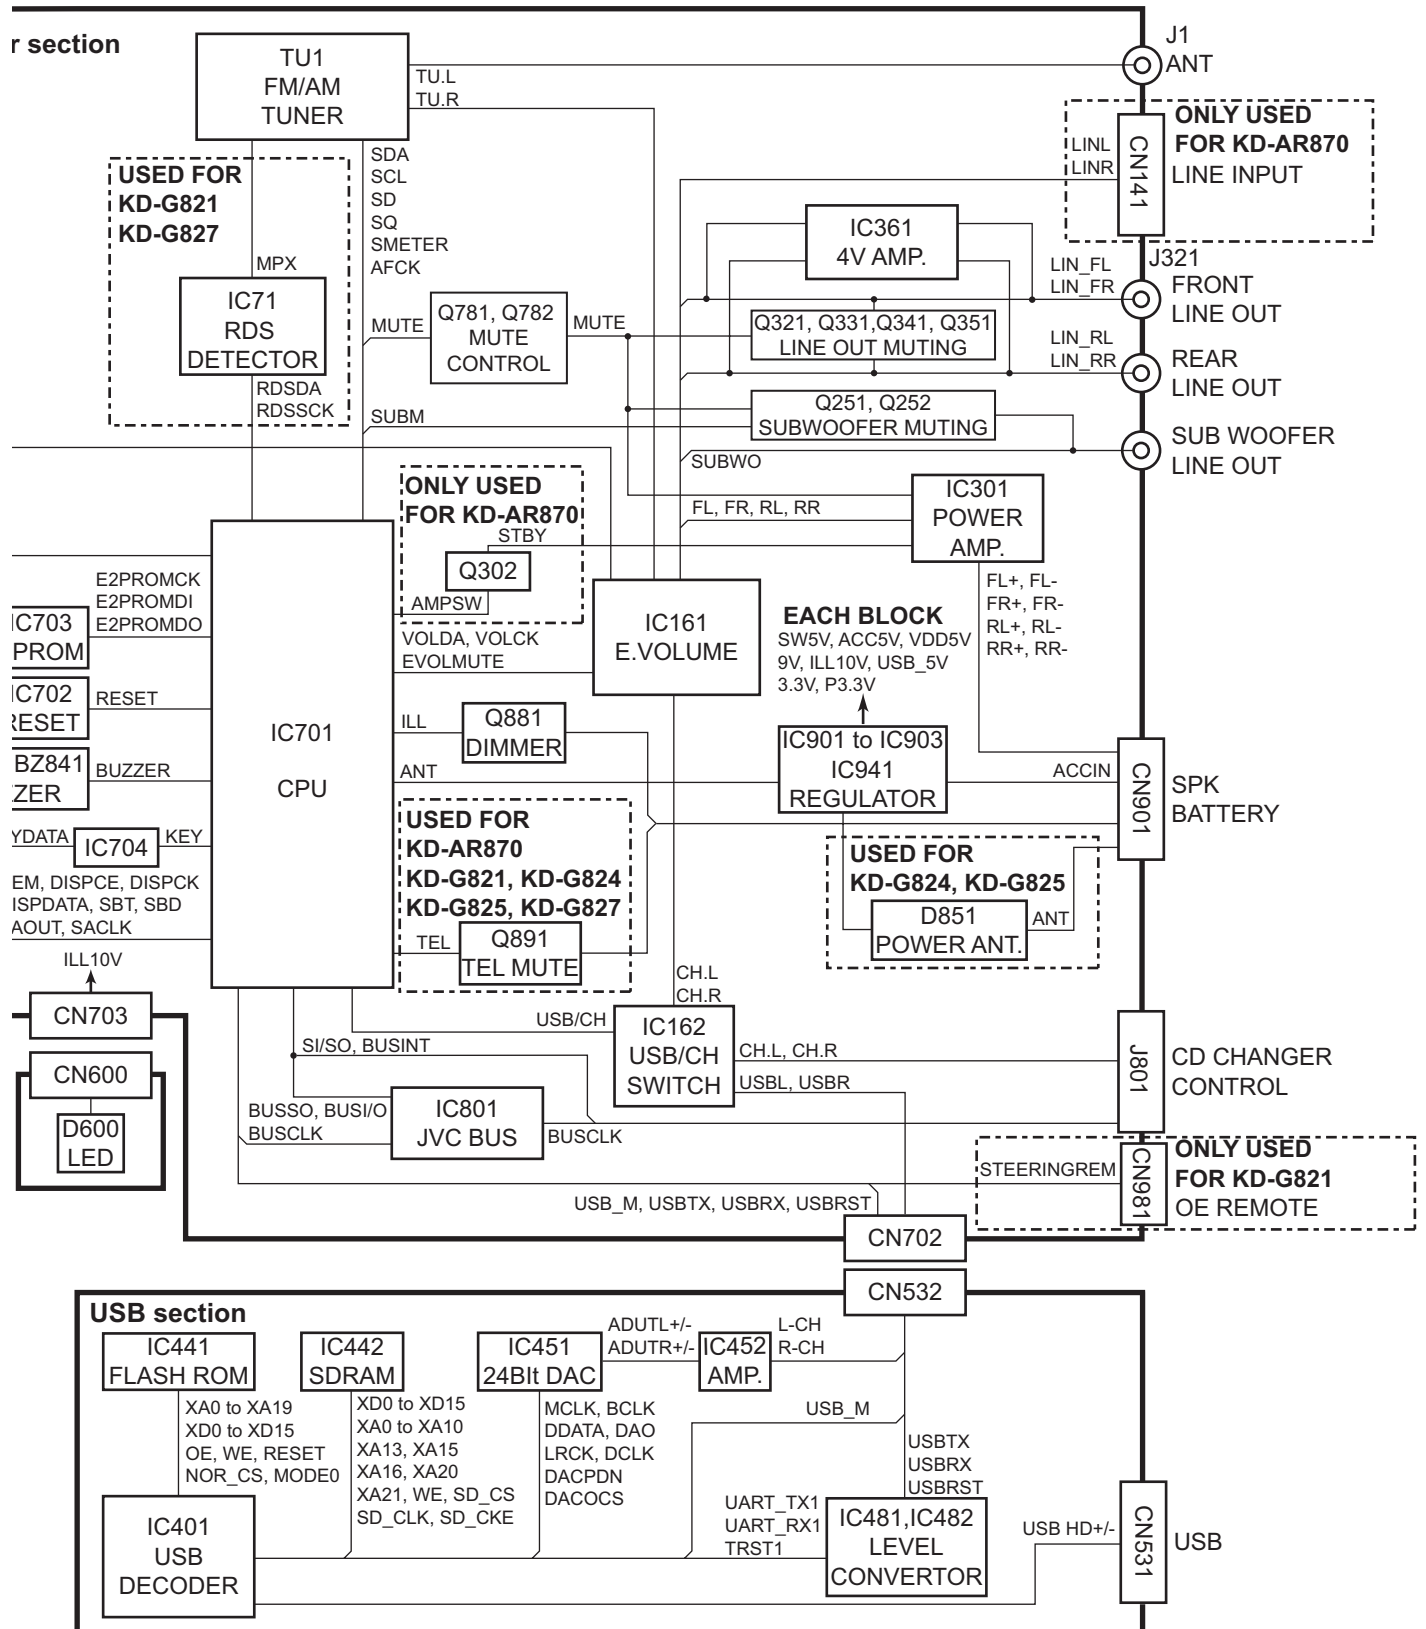 r section
TU1
FM/AM
TUNER
TU.L
TU.R
J1
ANT
ONLY USED
FOR KD-AR870
LINE INPUT
LINL
LINR
CN141
USED FOR
KD-G821
KD-G827
MPX
IC71
RDS
DETECTOR
RDSDA
RDSSCK
SDA
SCL
SD
SQ
SMETER
AFCK
MUTE
Q781, Q782
MUTE
CONTROL
MUTE
SUBM
IC361
4V AMP.
Q321, Q331,Q341, Q351
LINE OUT MUTING
Q251, Q252
SUBWOOFER MUTING
SUBWO
LIN_FL
LIN_FR
J321
FRONT
LINE OUT
LIN_RL
LIN_RR
REAR
LINE OUT
SUB WOOFER
LINE OUT
ONLY USED
FOR KD-AR870
STBY
Q302
AMPSW
FL, FR, RL, RR
IC301
POWER
AMP.
FL+, FL-
FR+, FR-
RL+, RL-
RR+, RR-
E2PROMCK
E2PROMDI
E2PROMDO
IC703
PROM
IC702
RESET
RESET
BZ841
ZZER
BUZZER
YDATA
IC704
KEY
EM, DISPCE, DISPCK
ISPDATA, SBT, SBD
AOUT, SACLK
IC701
CPU
VOLDA, VOLCK
EVOLMUTE
IC161
E.VOLUME
EACH BLOCK
SW5V, ACC5V, VDD5V
9V, ILL10V, USB_5V
3.3V, P3.3V
ILL
Q881
DIMMER
ANT
IC901 to IC903
IC941
REGULATOR
ACCIN
CN901
SPK
BATTERY
USED FOR
KD-AR870
KD-G821, KD-G824
KD-G825, KD-G827
TEL
Q891
TEL MUTE
USED FOR
KD-G824, KD-G825
D851
POWER ANT.
ANT
ILL10V
CN703
CN600
D600
LED
CH.L
CH.R
USB/CH
IC162
USB/CH
SWITCH
CH.L, CH.R
USBL, USBR
J801
CD CHANGER
CONTROL
SI/SO, BUSINT
BUSSO, BUSI/O
BUSCLK
IC801
JVC BUS
BUSCLK
STEERINGREM
CN981
ONLY USED
FOR KD-G821
OE REMOTE
USB_M, USBTX, USBRX, USBRST
CN702
CN532
USB section
IC441
FLASH ROM
IC442
SDRAM
IC451
24BIt DAC
ADUTL+/-
ADUTR+/-
IC452
AMP.
L-CH
R-CH
XA0 to XA19
XD0 to XD15
OE, WE, RESET
NOR_CS, MODE0
XD0 to XD15
XA0 to XA10
XA13, XA15
XA16, XA20
XA21, WE, SD_CS
SD_CLK, SD_CKE
MCLK, BCLK
DDATA, DAO
LRCK, DCLK
DACPDN
DACOCS
USB_M
USBTX
USBRX
USBRST
IC401
USB
DECODER
UART_TX1
UART_RX1
TRST1
IC481,IC482
LEVEL
CONVERTOR
USB HD+/-
CN531
USB